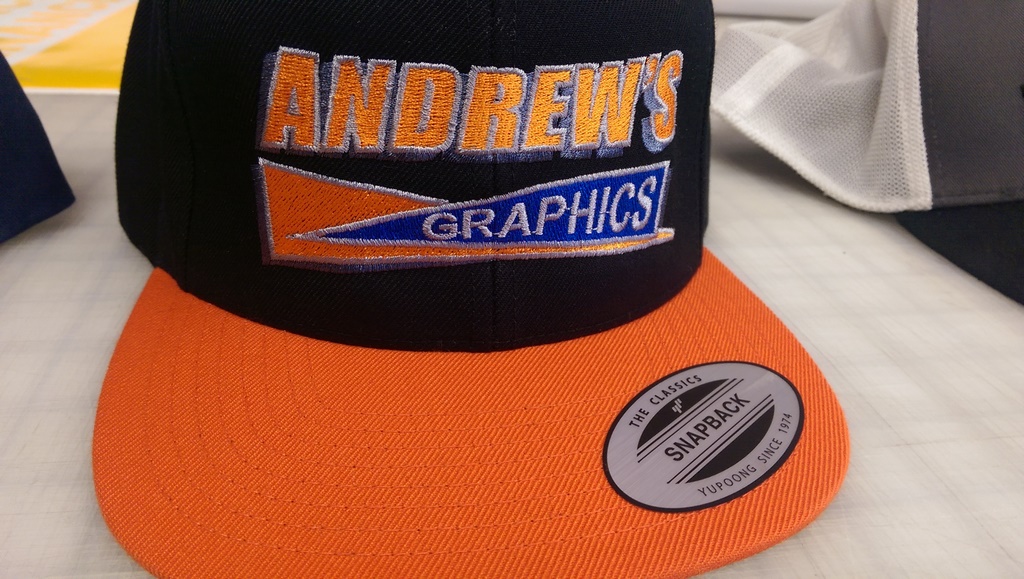 ANDREW'S
GRAPHICS
THE CLASSICS
SNAPBACK
YUPOONG SINCE 1974